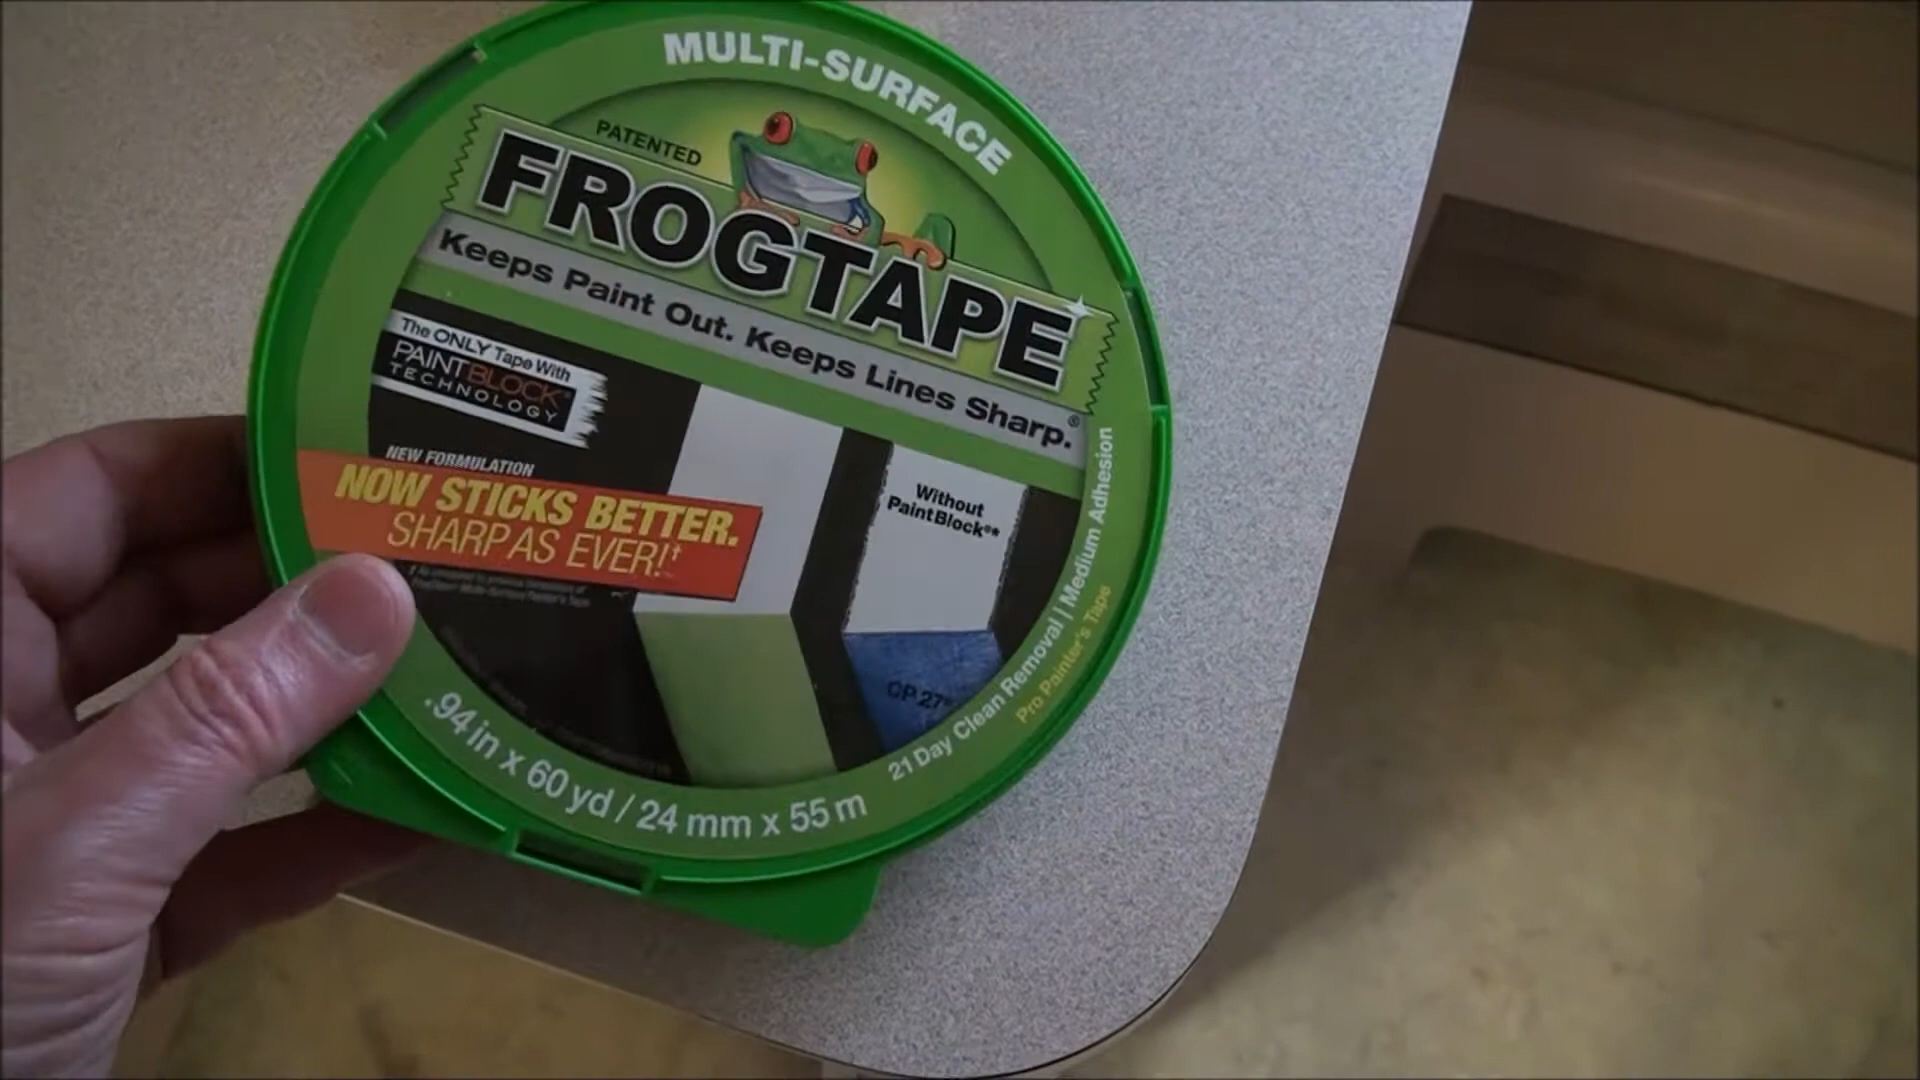 MULTI-SURFACE
PATENTED
FROGTAPE
Keeps Paint Out. Keeps Lines Sharp.®
The ONLY Tape With
PAINTBLOCK®
TECHNOLOGY
NEW FORMULATION
NOW STICKS BETTER.
SHARP AS EVER!†
Without
PaintBlock®*
CP 27®
21 Day Clean Removal | Medium Adhesion
Pro Painter's Tape
.94 in x 60 yd / 24 mm x 55 m